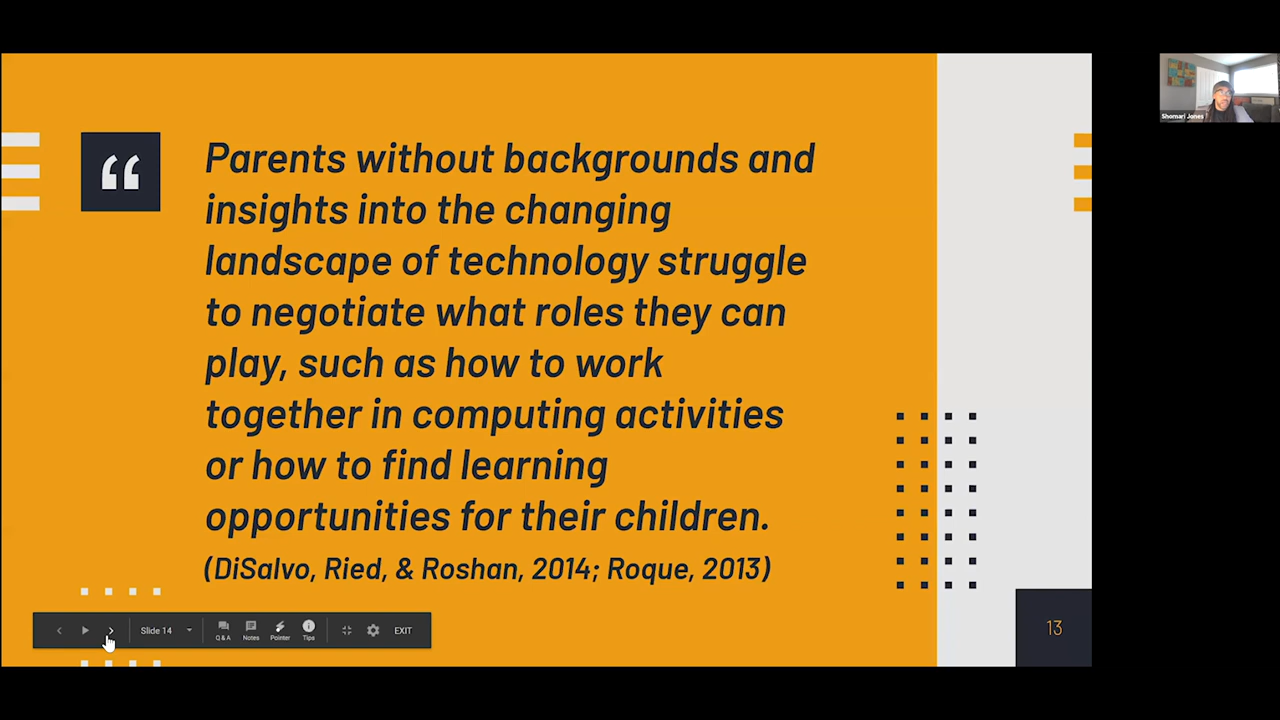 “
Parents without backgrounds and
insights into the changing
landscape of technology struggle
to negotiate what roles they can
play, such as how to work
together in computing activities
or how to find learning
opportunities for their children.
(DiSalvo, Ried, & Roshan, 2014; Roque, 2013)
13
Slide 14
Q & A
Notes
Pointer
Tips
EXIT
Shomari Jones